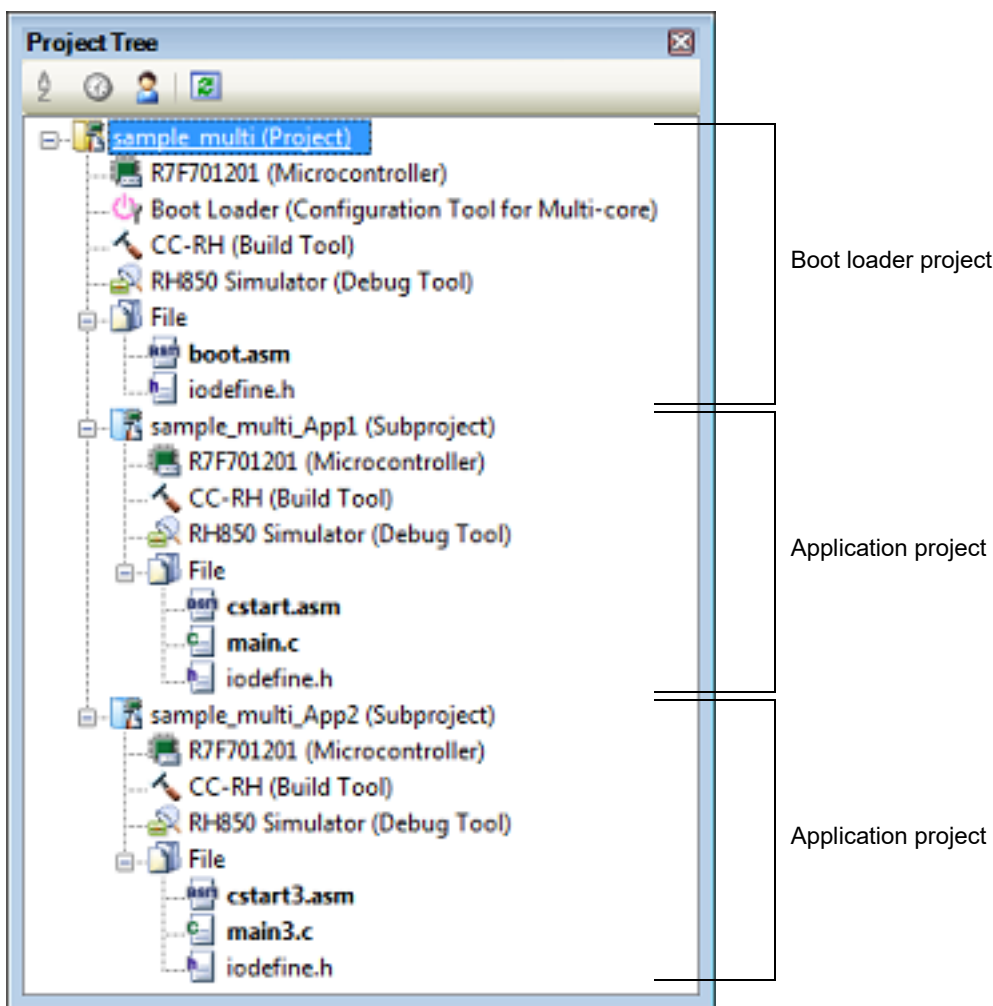 Project Tree
sample_multi (Project)
R7F701201 (Microcontroller)
Boot Loader (Configuration Tool for Multi-core)
CC-RH (Build Tool)
RH850 Simulator (Debug Tool)
File
boot.asm
iodefine.h
Boot loader project
sample_multi_App1 (Subproject)
R7F701201 (Microcontroller)
CC-RH (Build Tool)
RH850 Simulator (Debug Tool)
File
cstart.asm
main.c
iodefine.h
Application project
sample_multi_App2 (Subproject)
R7F701201 (Microcontroller)
CC-RH (Build Tool)
RH850 Simulator (Debug Tool)
File
cstart3.asm
main3.c
iodefine.h
Application project